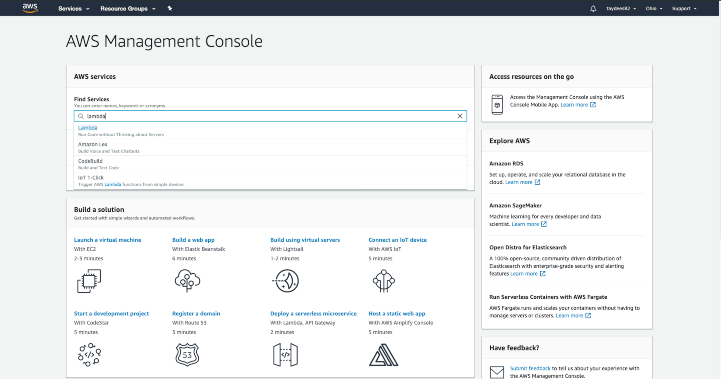 aws
Services
Resource Groups
taydees82
Ohio
Support
AWS Management Console
AWS services
Find Services
You can enter names, keywords or acronyms.
lambda
Lambda
Run Code without Thinking about Servers
Amazon Lex
Build Voice and Text Chatbots
CodeBuild
Build and Test Code
IoT 1-Click
Trigger AWS Lambda functions from simple devices
Build a solution
Get started with simple wizards and automated workflows.
Launch a virtual machine
With EC2
2-3 minutes
Build a web app
With Elastic Beanstalk
6 minutes
Build using virtual servers
With Lightsail
1-2 minutes
Connect an IoT device
With AWS IoT
5 minutes
Start a development project
With CodeStar
5 minutes
Register a domain
With Route 53
3 minutes
53
Deploy a serverless microservice
With Lambda, API Gateway
2 minutes
Host a static web app
With AWS Amplify Console
5 minutes
Access resources on the go
Access the Management Console using the AWS
Console Mobile App. Learn more
Explore AWS
Amazon RDS
Set up, operate, and scale your relational database in the
cloud. Learn more
Amazon SageMaker
Machine learning for every developer and data
scientist. Learn more
Open Distro for Elasticsearch
A 100% open-source, community driven distribution of
Elasticsearch with enterprise-grade security and alerting
features Learn more
Run Serverless Containers with AWS Fargate
AWS Fargate runs and scales your containers without having to
manage servers or clusters. Learn more
Have feedback?
Submit feedback to tell us about your experience with
the AWS Management Console.